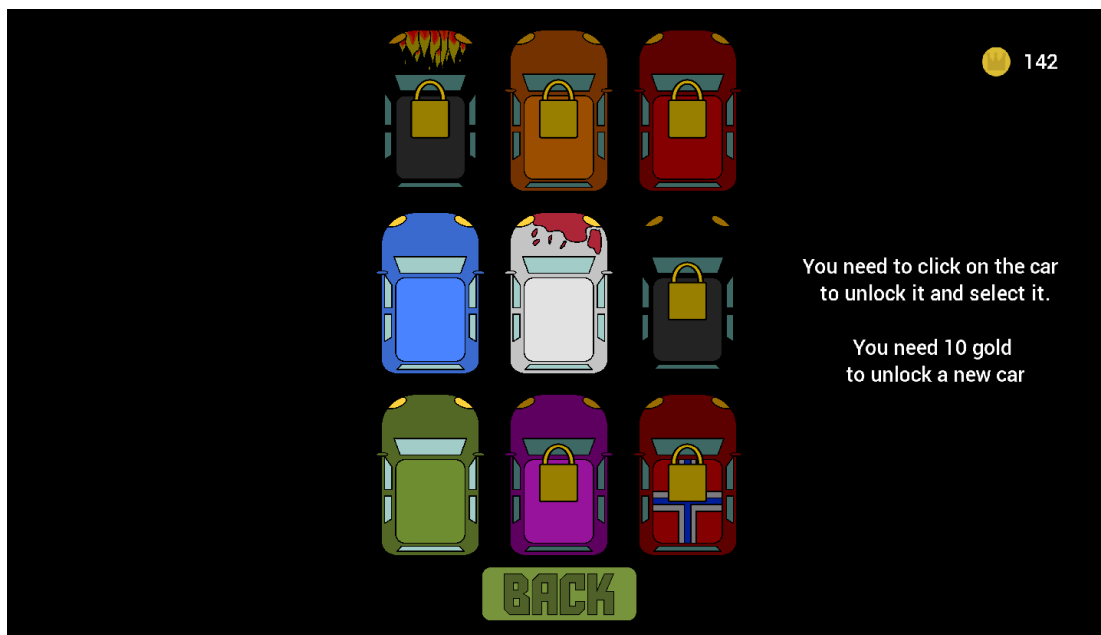 142
You need to click on the car
to unlock it and select it.
You need 10 gold
to unlock a new car
BACK